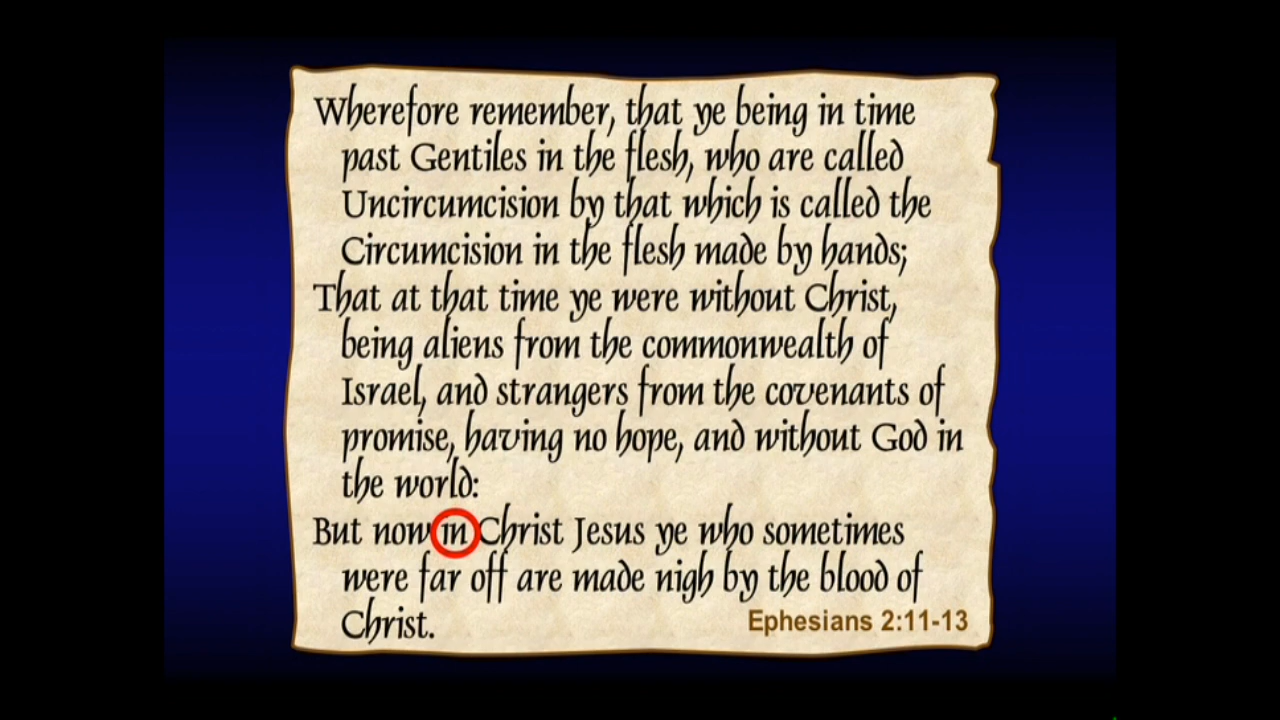 Wherefore remember, that ye being in time
past Gentiles in the flesh, who are called
Uncircumcision by that which is called the
Circumcision in the flesh made by hands;
That at that time ye were without Christ,
being aliens from the commonwealth of
Israel, and strangers from the covenants of
promise, having no hope, and without God in
the world:
But now in Christ Jesus ye who sometimes
were far off are made nigh by the blood of
Christ.
Ephesians 2:11-13